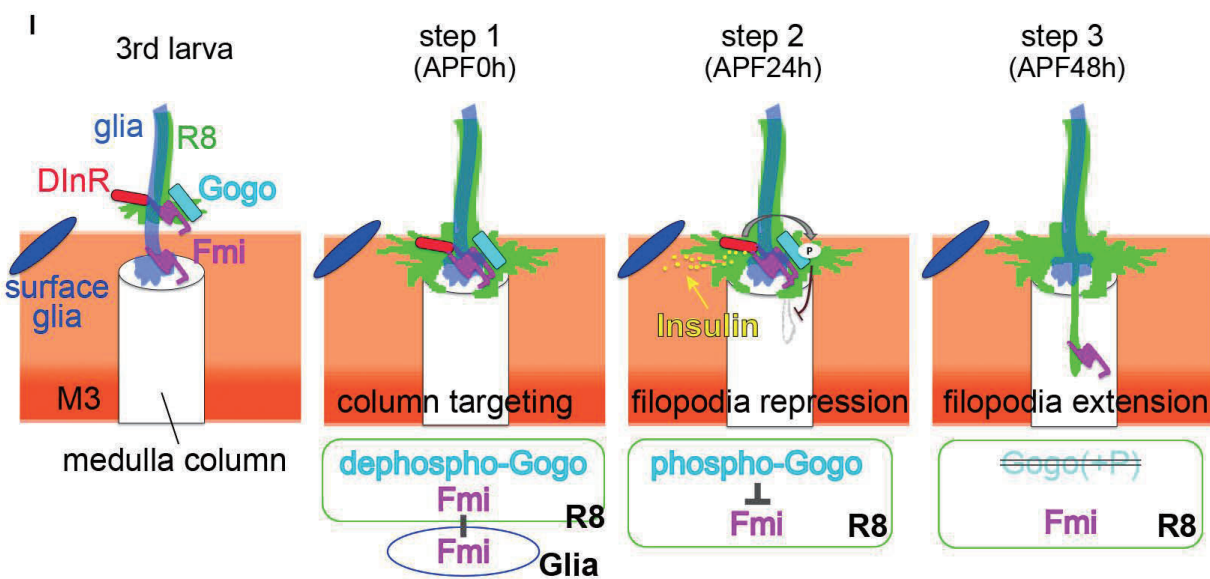 I
3rd larva
glia
R8
DInR
Gogo
Fmi
surface
glia
M3
medulla column
step 1
(APF0h)
column targeting
dephospho-Gogo
Fmi
R8
Fmi
Glia
step 2
(APF24h)
P
Insulin
filopodia repression
phospho-Gogo
Fmi
R8
step 3
(APF48h)
filopodia extension
Gogo(+P)
Fmi
R8